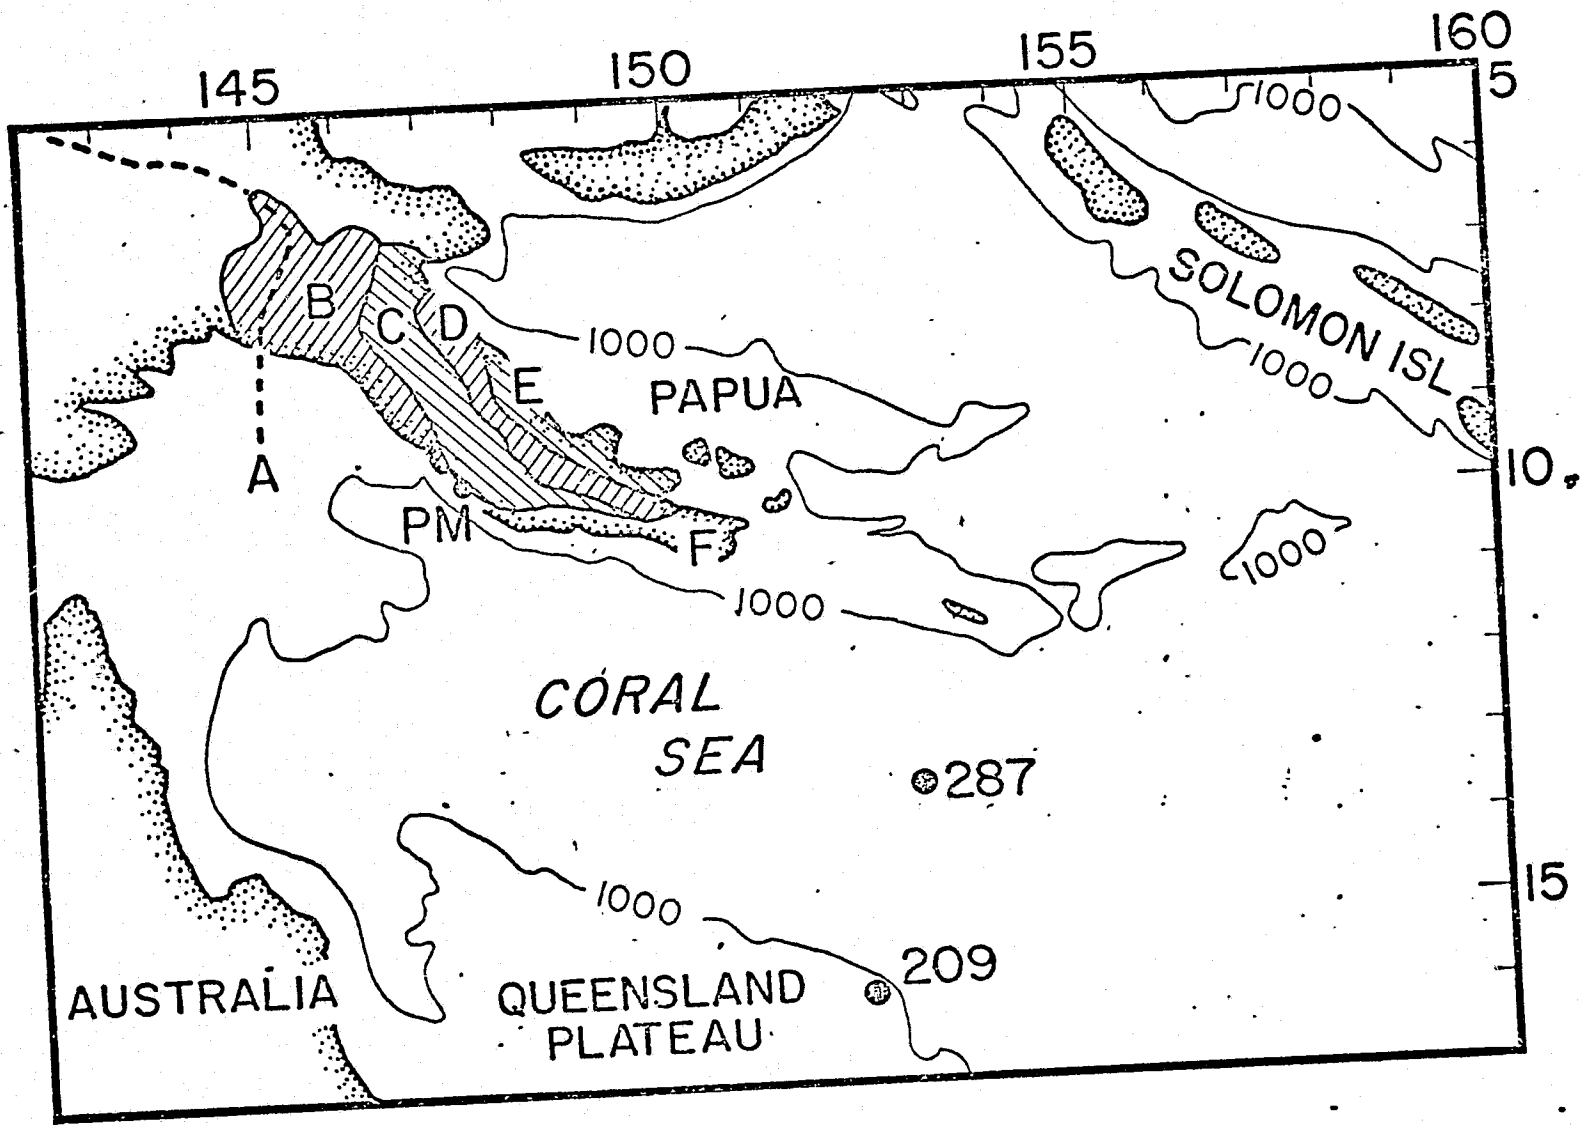 145
150
155
160
5
1000
SOLOMON ISL
1000
B
C
D
1000
E
PAPUA
A
10
PM
F
1000
1000
CORAL
SEA
287
15
1000
209
AUSTRALIA
QUEENSLAND
PLATEAU